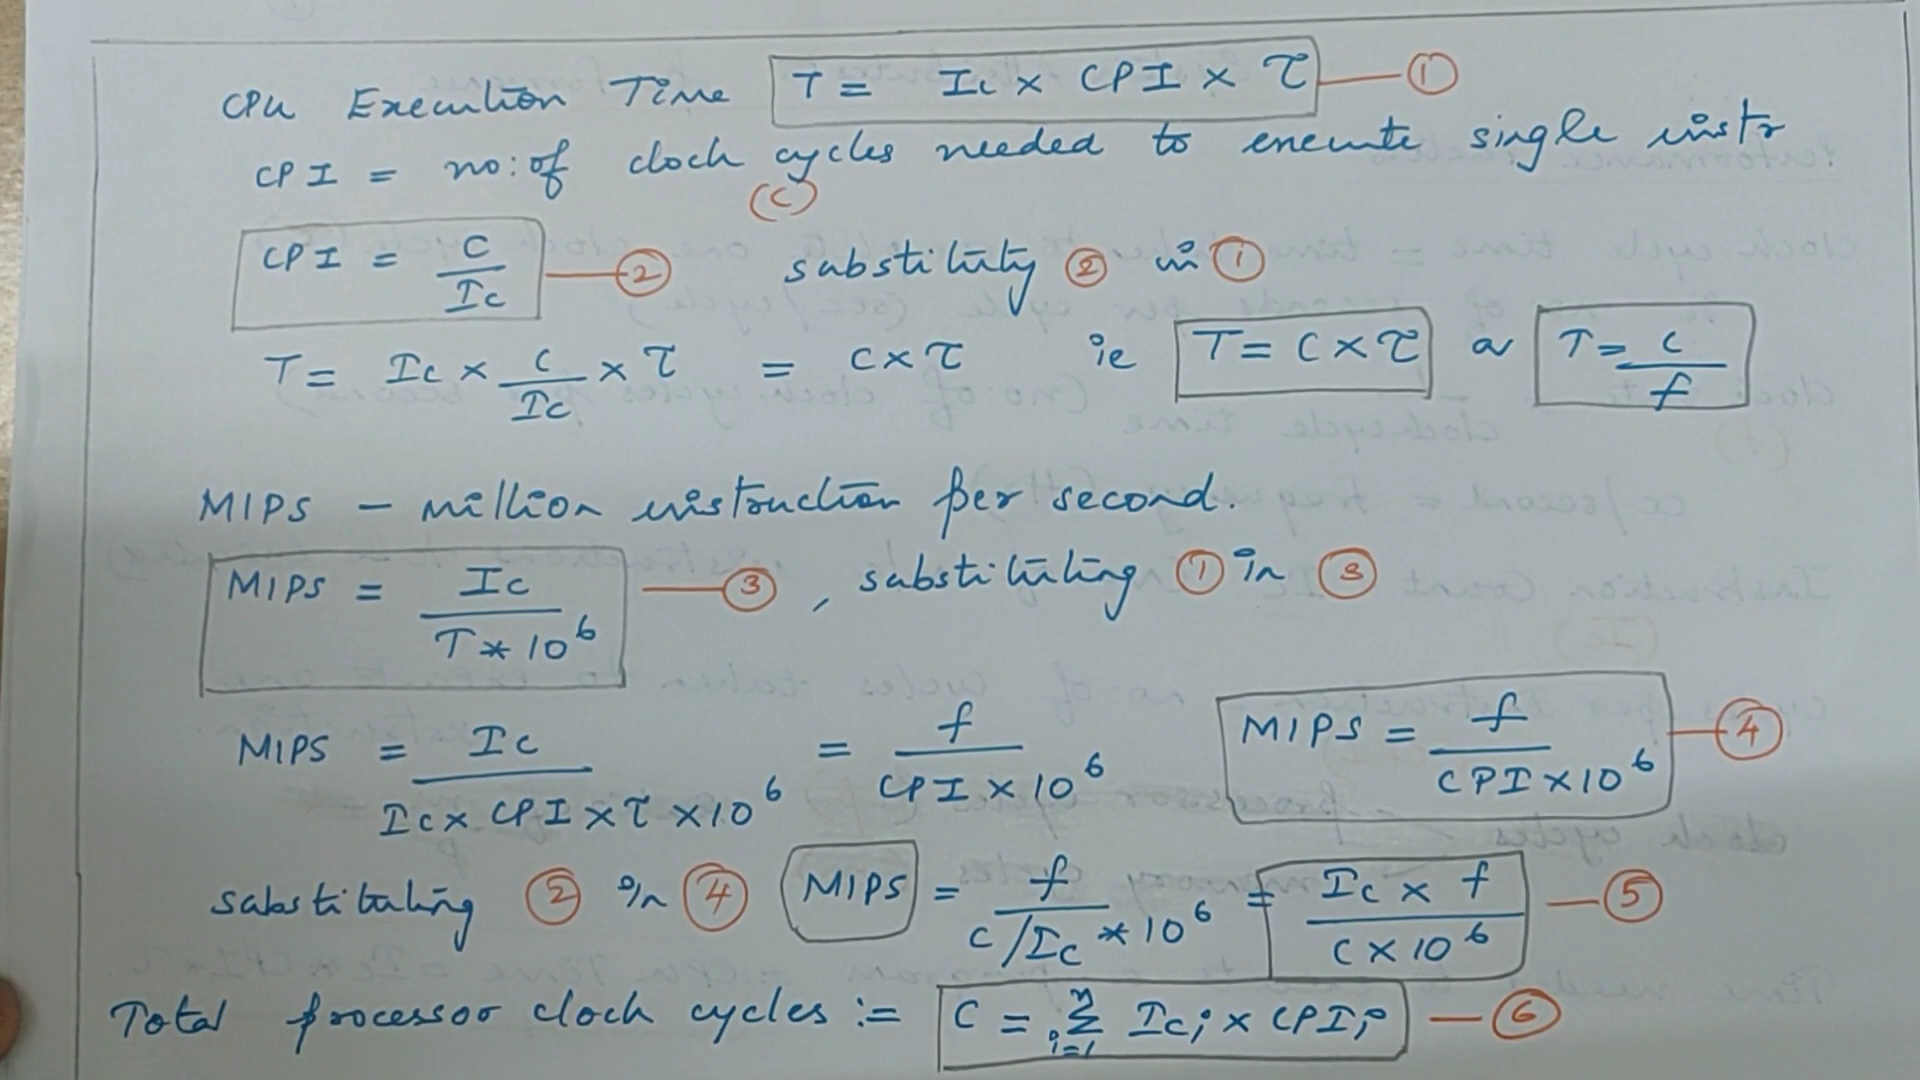 CPU Execution Time T = Ic × CPI × τ — ①
CPI = no: of clock cycles needed to execute single instr
(C)
CPI = C/Ic — ② substituting ② in ①
T = Ic × C/Ic × τ = C × τ ie T = C × τ or T = C/f
MIPS – million instruction per second.
MIPS = Ic / T * 10^6 — ③ , substituting ① in ③
MIPS = Ic / Ic × CPI × τ × 10^6 = f / CPI × 10^6 MIPS = f / CPI × 10^6 — ④
substituting ② in ④ MIPS = f / C/Ic * 10^6 = Ic × f / C × 10^6 — ⑤
Total processor clock cycles := C = Σ_{i=1}^{n} Ic_i × CPI_i — ⑥